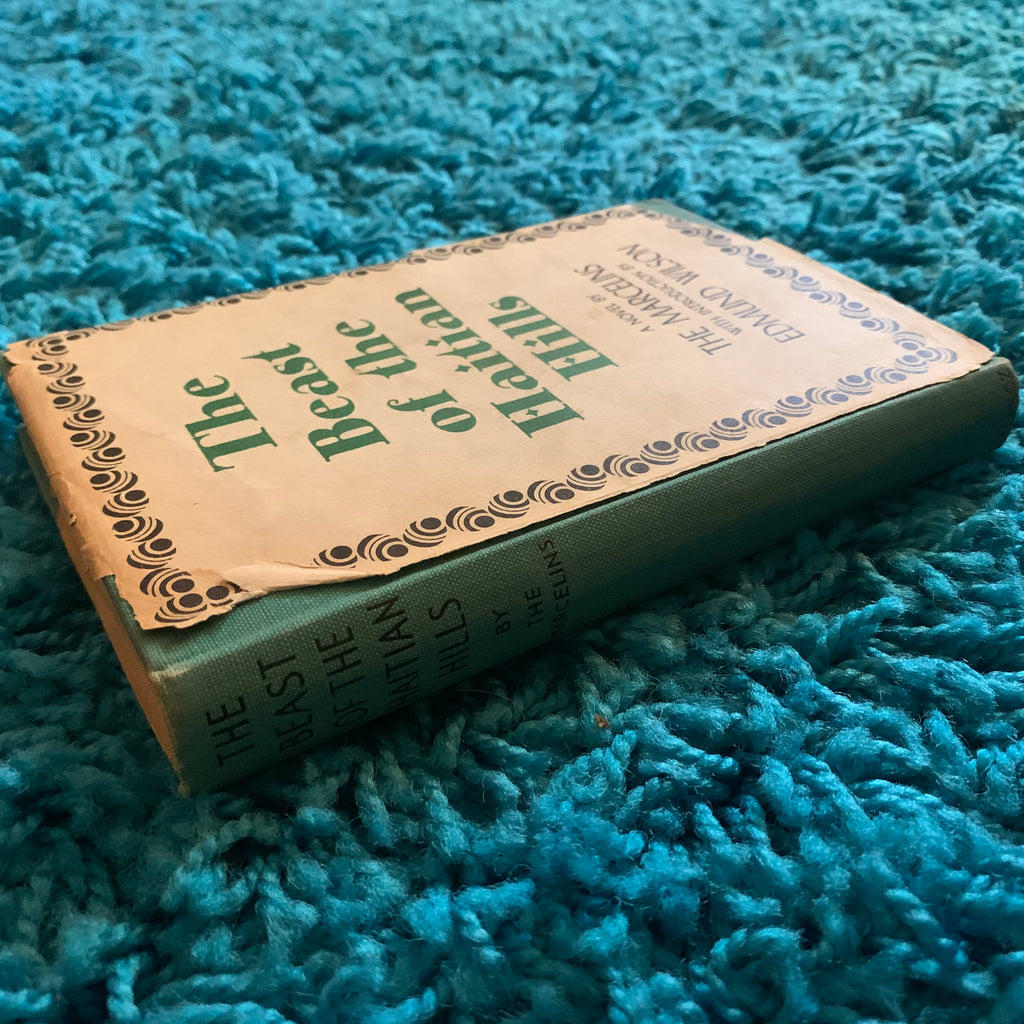 The
Beast
of the
Haitian
Hills
A NOVEL BY
THE MARCELINS
WITH INTRODUCTION BY
EDMUND WILSON
THE
BEAST
OF THE
HAITIAN
HILLS
BY
THE
MARCELINS